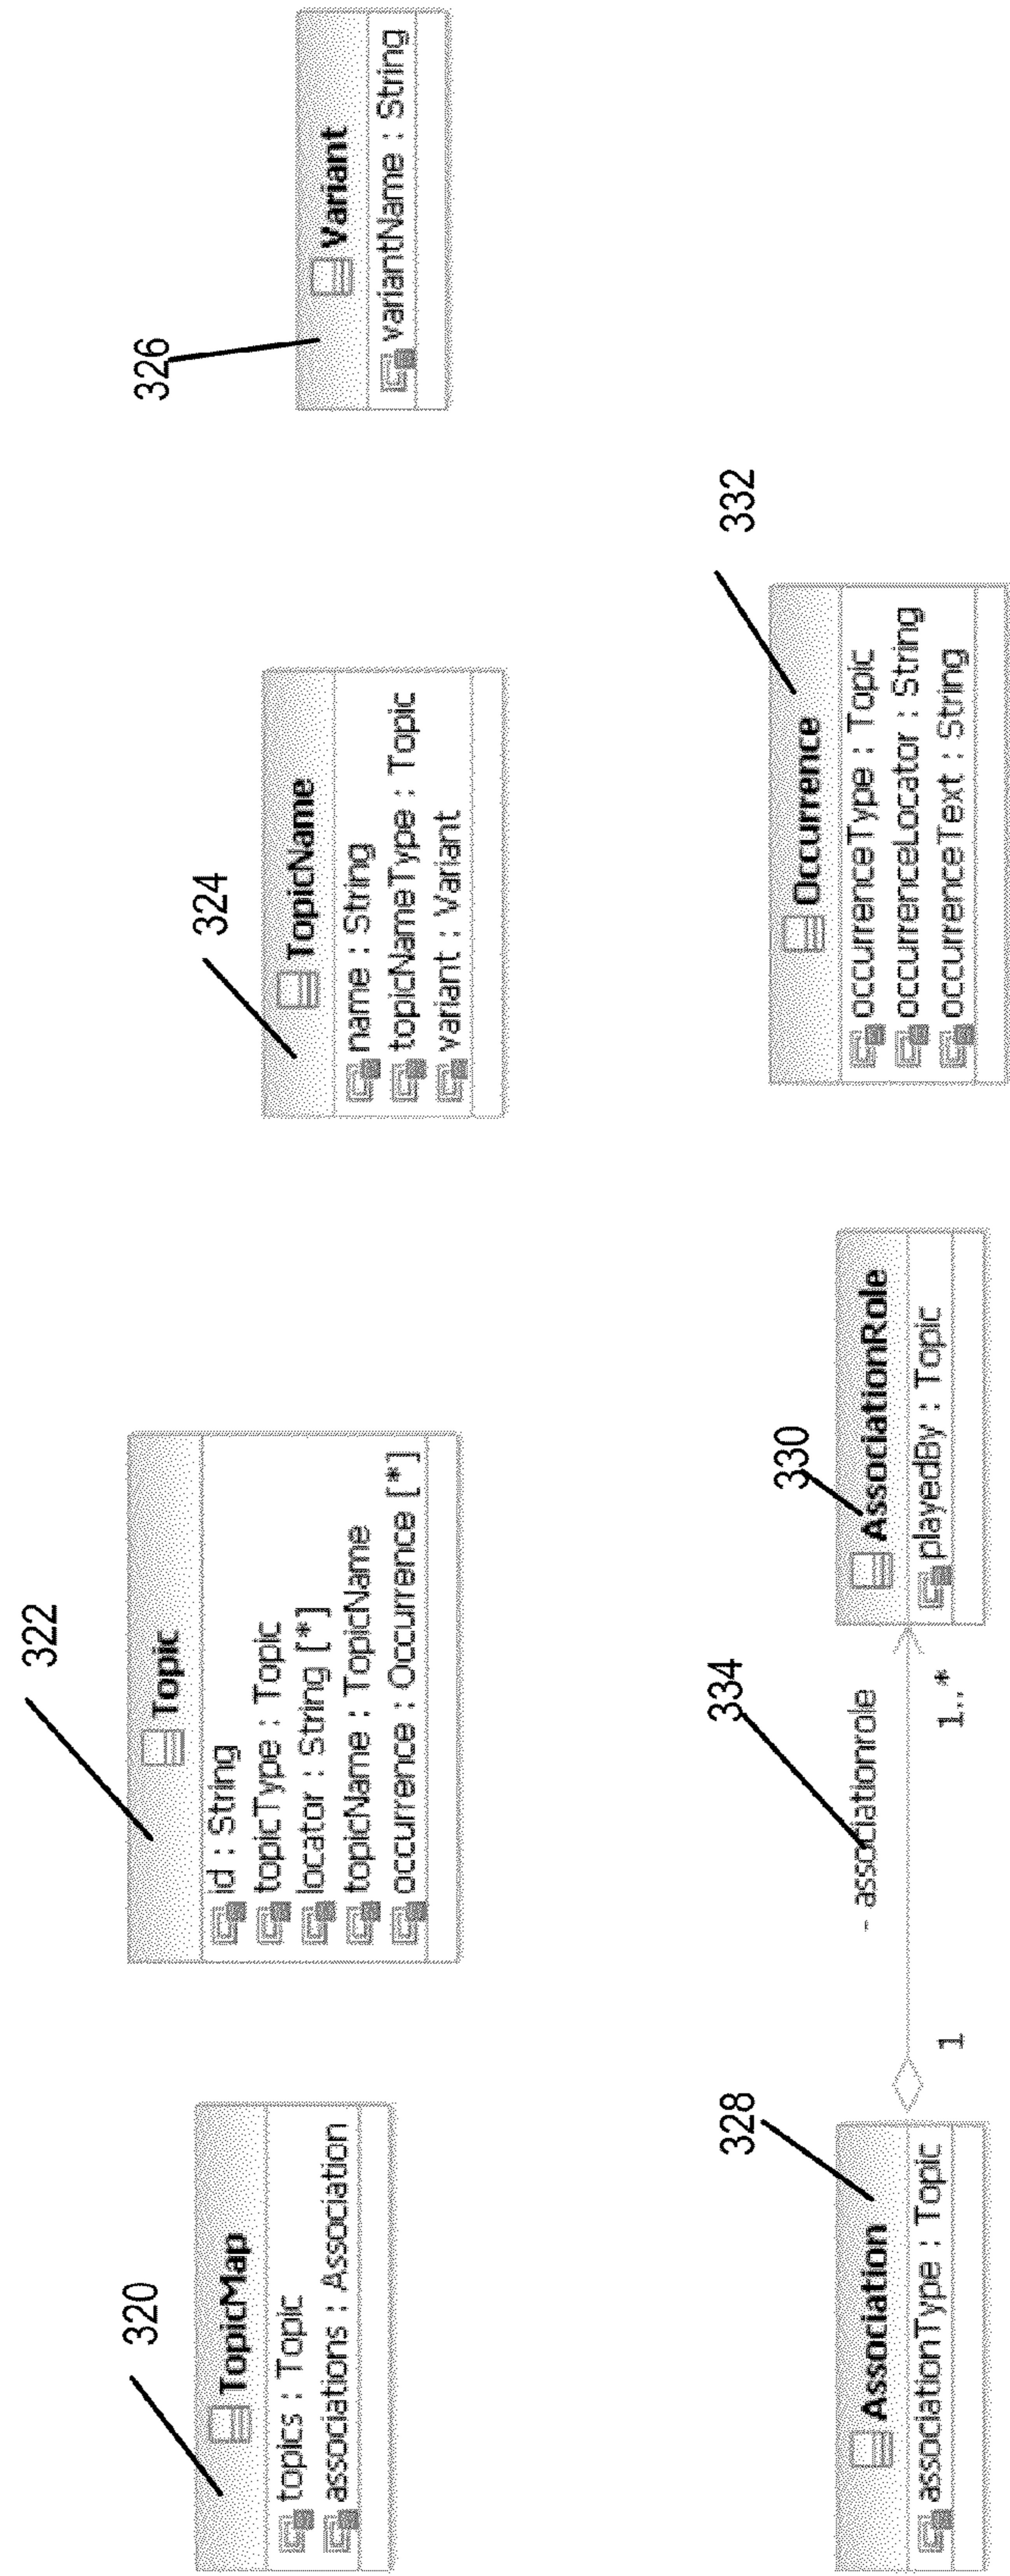 320
TopicMap
topics : Topic
associations : Association
322
Topic
id : String
topicType : Topic
locator : String [*]
topicName : TopicName
occurrence : Occurrence [*]
324
TopicName
name : String
topicNameType : Topic
variant : Variant
326
Variant
variantName : String
328
Association
associationType : Topic
334
- associationrole
1
1..*
330
AssociationRole
playedBy : Topic
332
Occurrence
occurrenceType : Topic
occurrenceLocator : String
occurrenceText : String